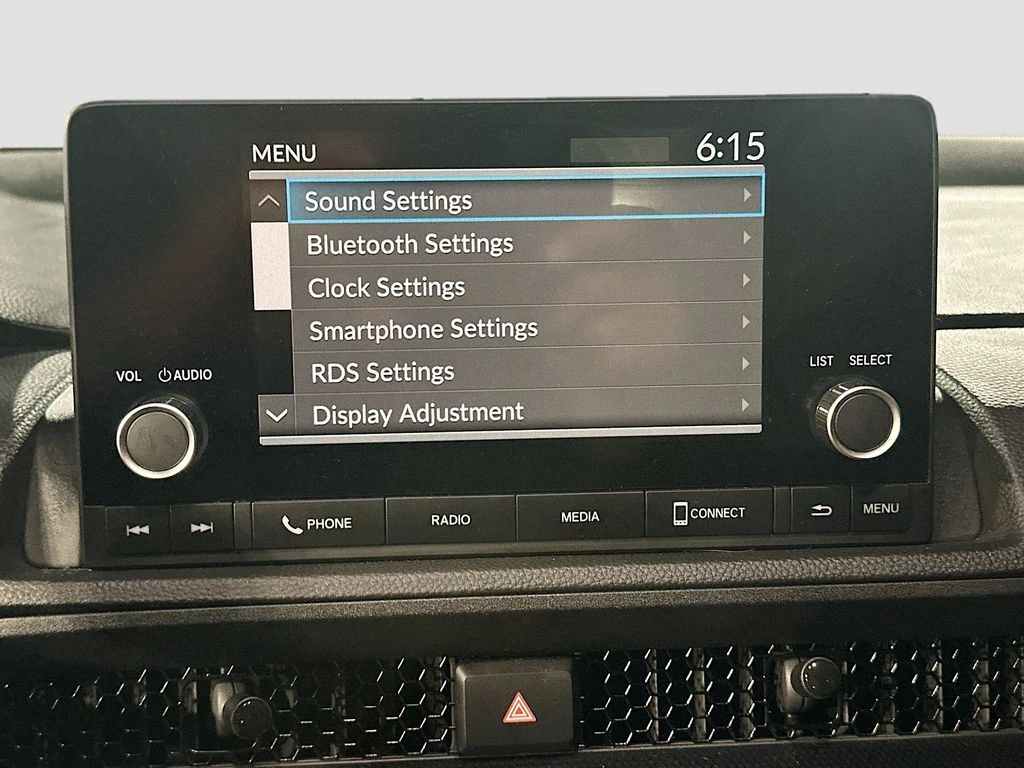 MENU 6:15
Sound Settings
Bluetooth Settings
Clock Settings
Smartphone Settings
RDS Settings
Display Adjustment
VOL AUDIO
LIST SELECT
PHONE RADIO MEDIA CONNECT MENU